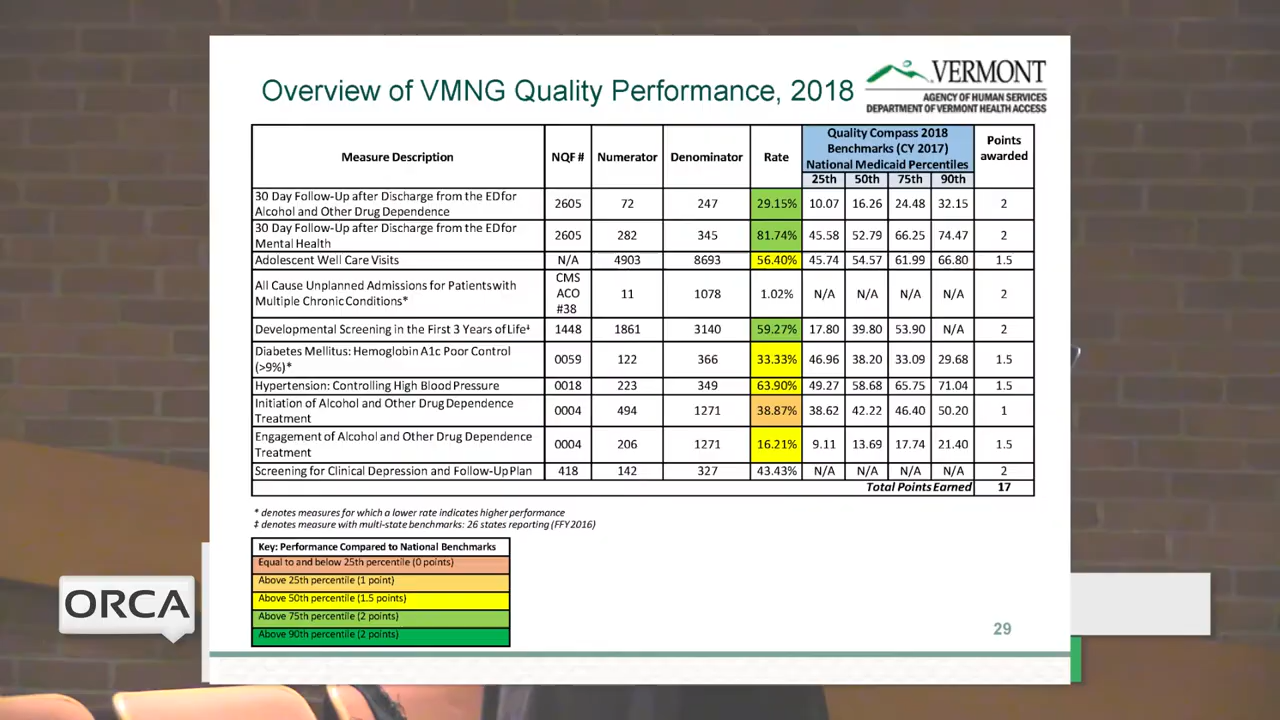 Overview of VMNG Quality Performance, 2018
VERMONT
AGENCY OF HUMAN SERVICES
DEPARTMENT OF VERMONT HEALTH ACCESS
Measure Description NQF # Numerator Denominator Rate Quality Compass 2018 Benchmarks (CY 2017) National Medicaid Percentiles Points awarded
25th 50th 75th 90th
30 Day Follow-Up after Discharge from the ED for
Alcohol and Other Drug Dependence 2605 72 247 29.15% 10.07 16.26 24.48 32.15 2
30 Day Follow-Up after Discharge from the ED for
Mental Health 2605 282 345 81.74% 45.58 52.79 66.25 74.47 2
Adolescent Well Care Visits N/A 4903 8693 56.40% 45.74 54.57 61.99 66.80 1.5
All Cause Unplanned Admissions for Patients with
Multiple Chronic Conditions* CMS ACO #38 11 1078 1.02% N/A N/A N/A N/A 2
Developmental Screening in the First 3 Years of Life‡ 1448 1861 3140 59.27% 17.80 39.80 53.90 N/A 2
Diabetes Mellitus: Hemoglobin A1c Poor Control
(>9%)* 0059 122 366 33.33% 46.96 38.20 33.09 29.68 1.5
Hypertension: Controlling High Blood Pressure 0018 223 349 63.90% 49.27 58.68 65.75 71.04 1.5
Initiation of Alcohol and Other Drug Dependence
Treatment 0004 494 1271 38.87% 38.62 42.22 46.40 50.20 1
Engagement of Alcohol and Other Drug Dependence
Treatment 0004 206 1271 16.21% 9.11 13.69 17.74 21.40 1.5
Screening for Clinical Depression and Follow-Up Plan 418 142 327 43.43% N/A N/A N/A N/A 2
Total Points Earned 17
* denotes measures for which a lower rate indicates higher performance
‡ denotes measure with multi-state benchmarks: 26 states reporting (FFY2016)
Key: Performance Compared to National Benchmarks
Equal to and below 25th percentile (0 points)
Above 25th percentile (1 point)
Above 50th percentile (1.5 points)
Above 75th percentile (2 points)
Above 90th percentile (2 points)
ORCA
29